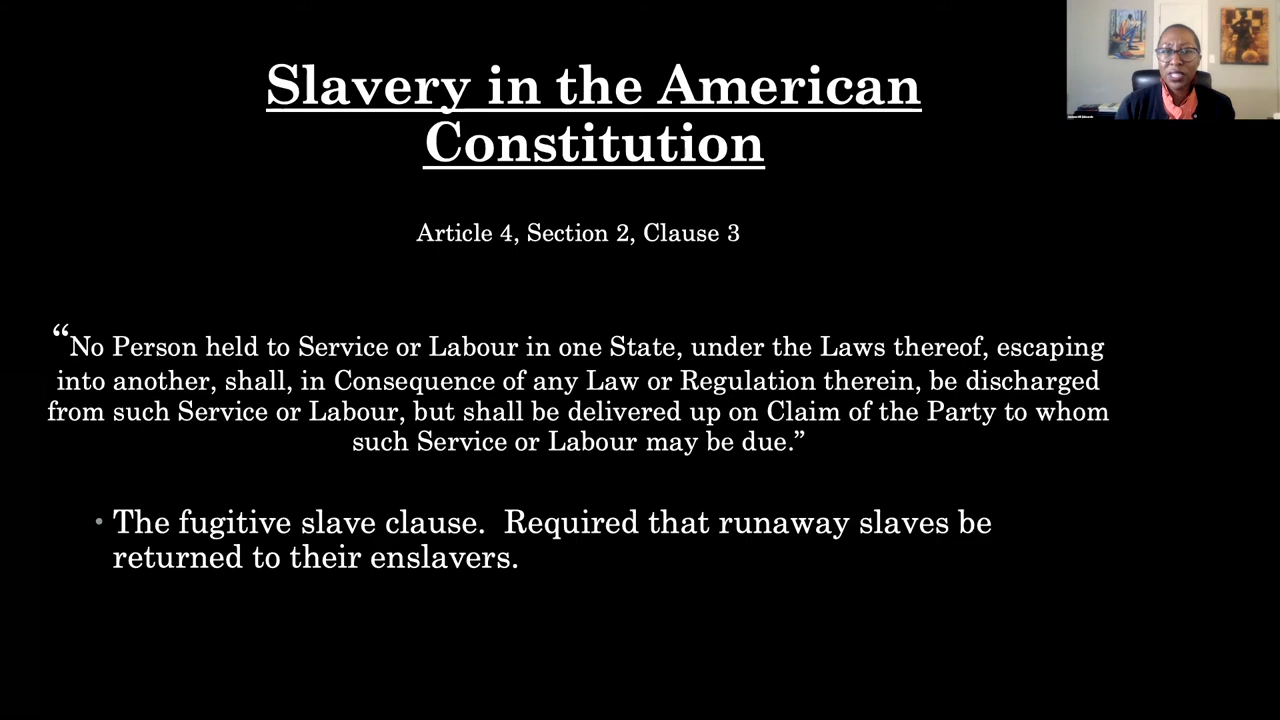 Slavery in the American
Constitution
Article 4, Section 2, Clause 3
“No Person held to Service or Labour in one State, under the Laws thereof, escaping
into another, shall, in Consequence of any Law or Regulation therein, be discharged
from such Service or Labour, but shall be delivered up on Claim of the Party to whom
such Service or Labour may be due.”
• The fugitive slave clause.  Required that runaway slaves be
returned to their enslavers.